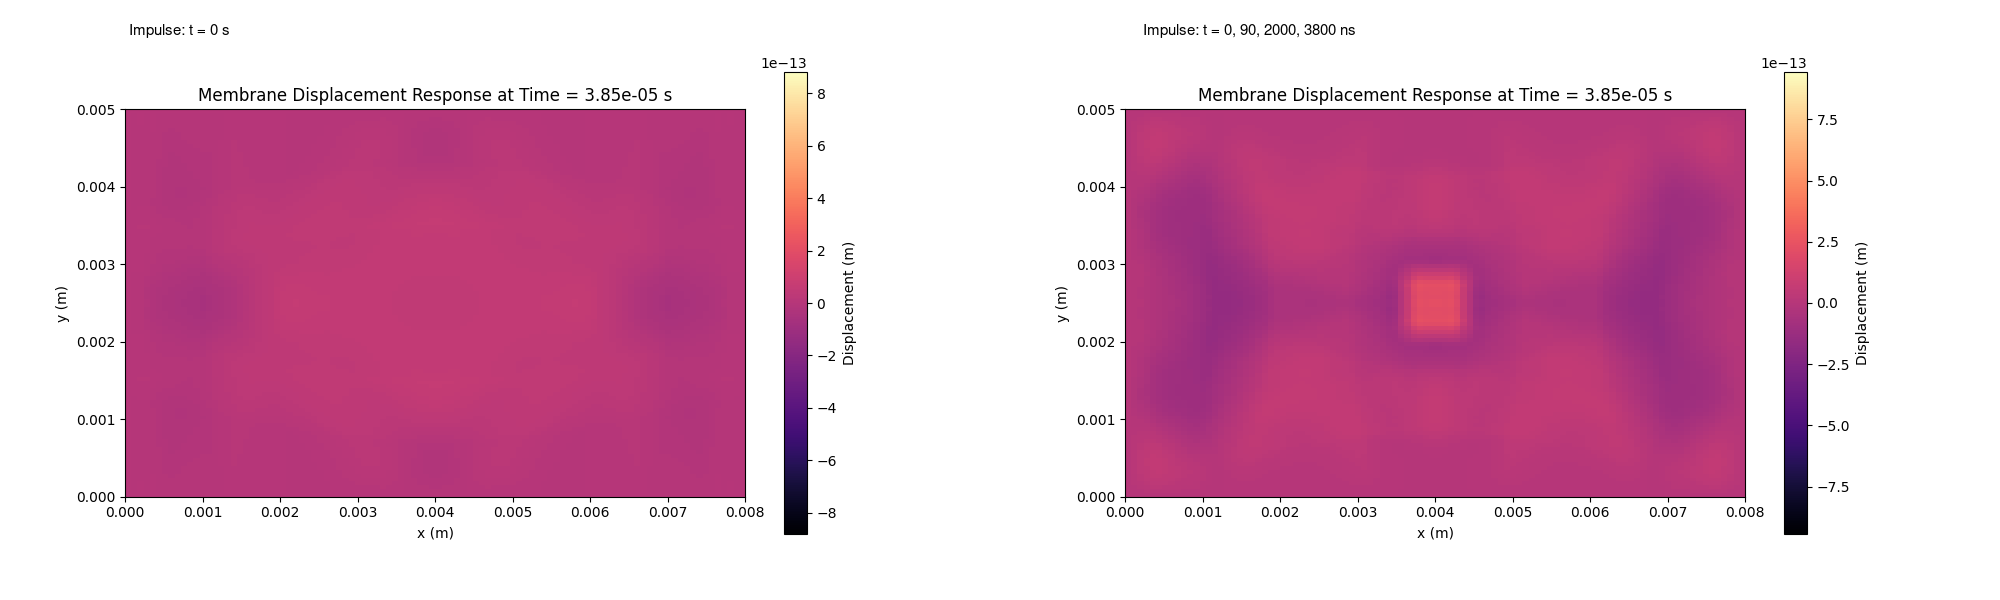 Impulse: t = 0 s
1e−13
Membrane Displacement Response at Time = 3.85e-05 s
0.005
0.004
0.003
0.002
0.001
0.000
y (m)
0.000 0.001 0.002 0.003 0.004 0.005 0.006 0.007 0.008
x (m)
8
6
4
2
0
−2
−4
−6
−8
Displacement (m)
Impulse: t = 0, 90, 2000, 3800 ns
1e−13
Membrane Displacement Response at Time = 3.85e-05 s
0.005
0.004
0.003
0.002
0.001
0.000
y (m)
0.000 0.001 0.002 0.003 0.004 0.005 0.006 0.007 0.008
x (m)
7.5
5.0
2.5
0.0
−2.5
−5.0
−7.5
Displacement (m)